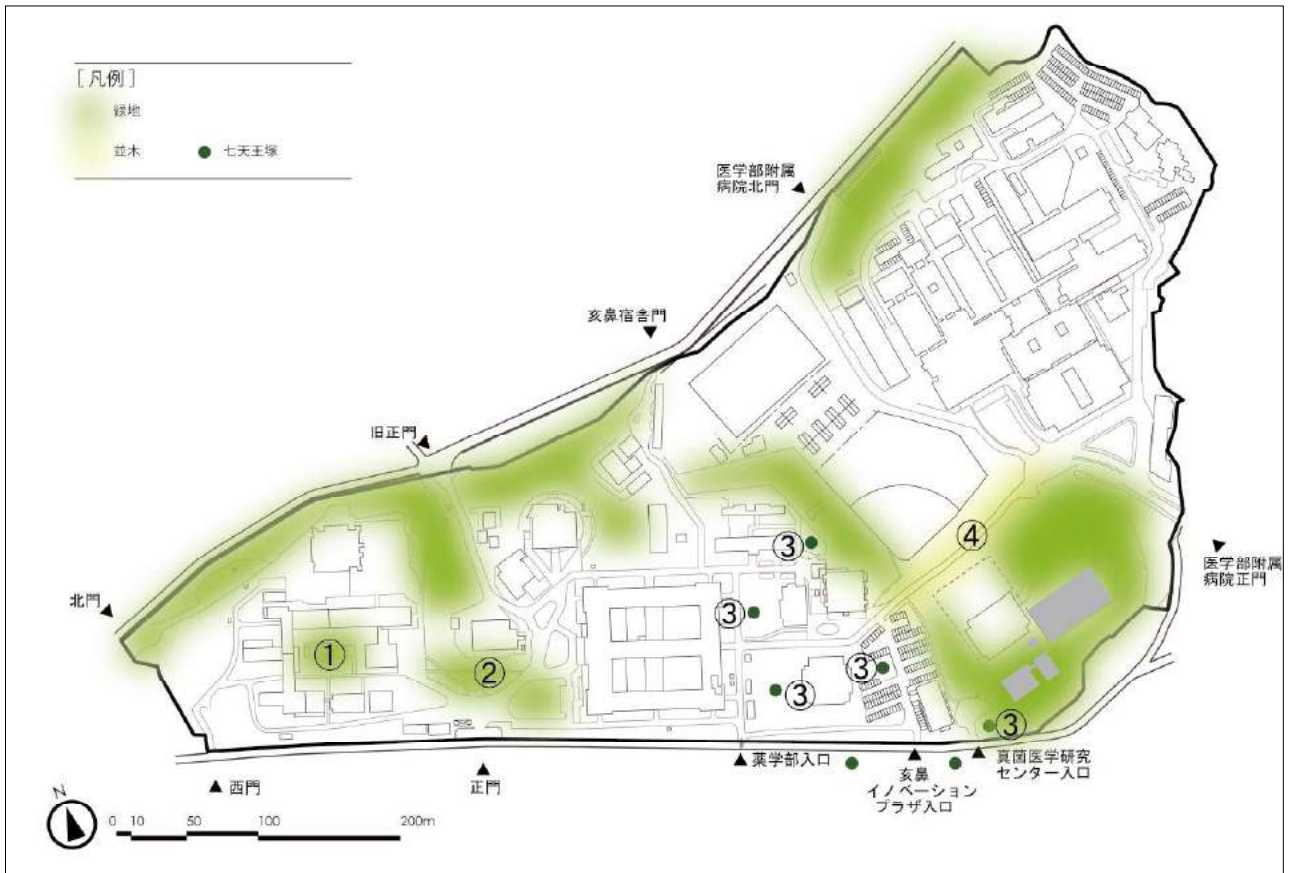 [凡例]
緑地
並木
七天王塚
医学部附属
病院北門
亥鼻宿舎門
旧正門
北門
医学部附属
病院正門
①
②
③
③
③
③
③
④
西門
正門
薬学部入口
亥鼻
イノベーション
プラザ入口
真菌医学研究
センター入口
N
0 10 50 100 200m